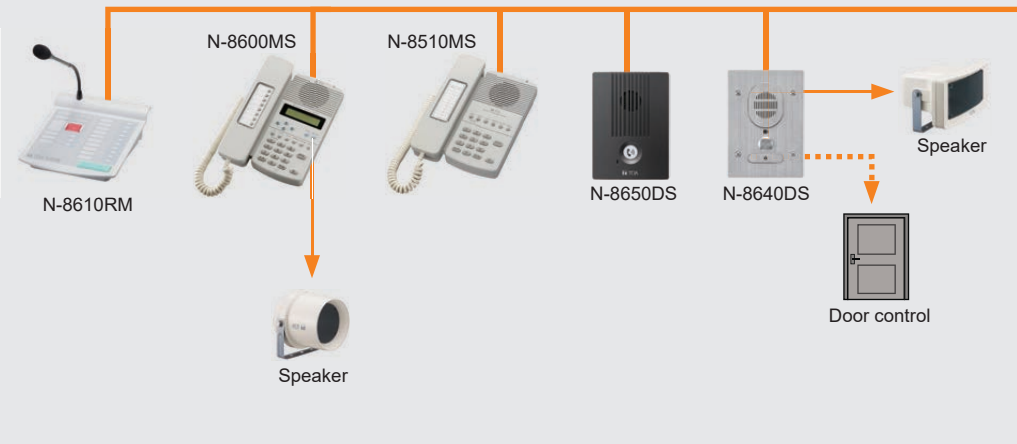 N-8600MS
N-8510MS
Speaker
N-8610RM
N-8650DS
N-8640DS
Door control
Speaker